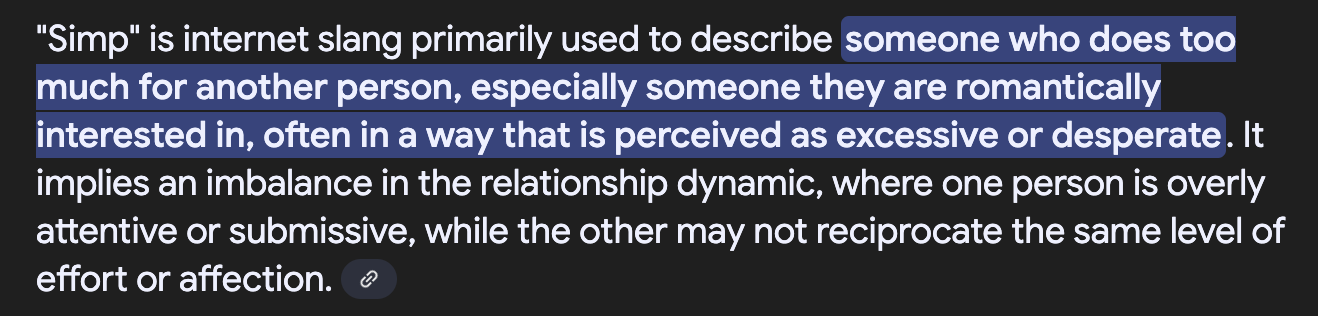 "Simp" is internet slang primarily used to describe someone who does too
much for another person, especially someone they are romantically
interested in, often in a way that is perceived as excessive or desperate. It
implies an imbalance in the relationship dynamic, where one person is overly
attentive or submissive, while the other may not reciprocate the same level of
effort or affection.